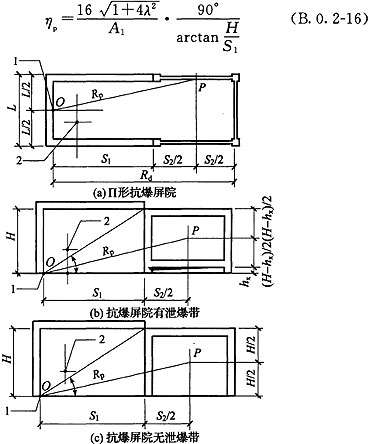 η_p = 16 √(1+4λ²) / A₁ · 90° / arctan (H / S₁) (B. 0. 2-16)
1
O
R_p
P
L
L/2
L/2
2
S₁
S₂/2
S₂/2
R_d
(a) Π形抗爆屏院
H
2
O
R_p
P
1
S₁
S₂/2
h_x
(H−h_x)/2
(H−h_x)/2
(b) 抗爆屏院有泄爆带
H
2
O
R_p
P
1
S₁
S₂/2
H/2
H/2
(c) 抗爆屏院无泄爆带